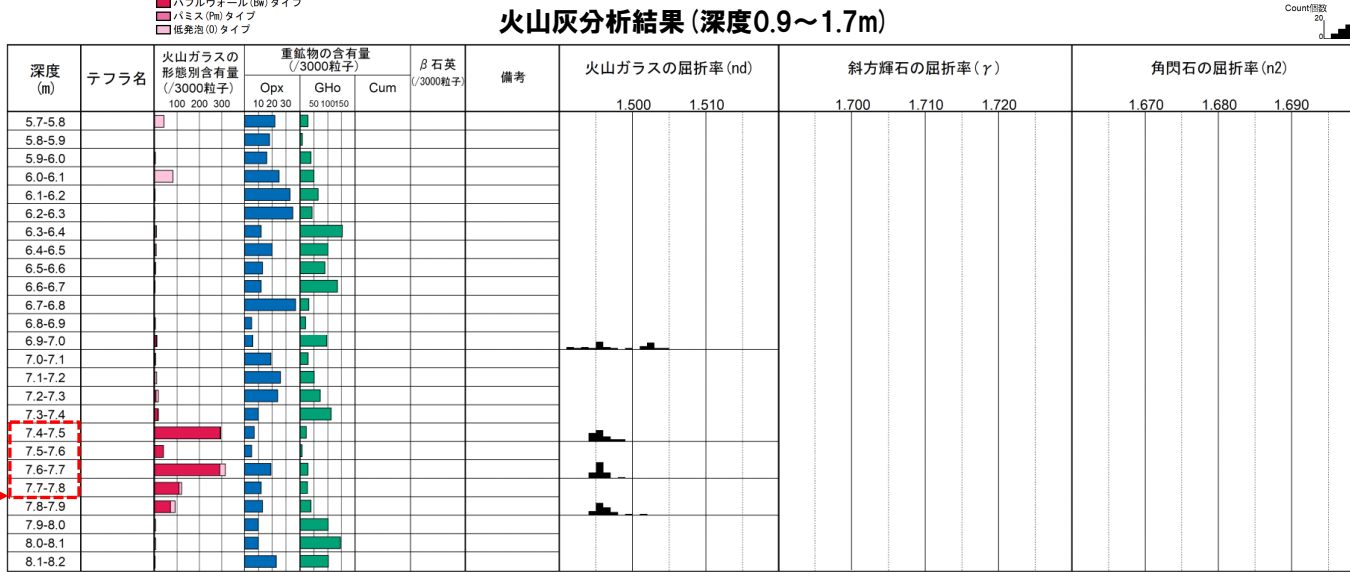 バブルウォール(Bw)タイプ
パミス(Pm)タイプ
低発泡(O)タイプ
火山灰分析結果(深度0.9～1.7m)
Count個数
20
0
深度
(m)
テフラ名
火山ガラスの
形態別含有量
(/3000粒子)
100 200 300
重鉱物の含有量
(/3000粒子)
Opx
10 20 30
GHo
50 100 150
Cum
β石英
(/3000粒子)
備考
火山ガラスの屈折率(nd)
1.500 1.510
斜方輝石の屈折率(γ)
1.700 1.710 1.720
角閃石の屈折率(n2)
1.670 1.680 1.690
5.7-5.8
5.8-5.9
5.9-6.0
6.0-6.1
6.1-6.2
6.2-6.3
6.3-6.4
6.4-6.5
6.5-6.6
6.6-6.7
6.7-6.8
6.8-6.9
6.9-7.0
7.0-7.1
7.1-7.2
7.2-7.3
7.3-7.4
7.4-7.5
7.5-7.6
7.6-7.7
7.7-7.8
7.8-7.9
7.9-8.0
8.0-8.1
8.1-8.2